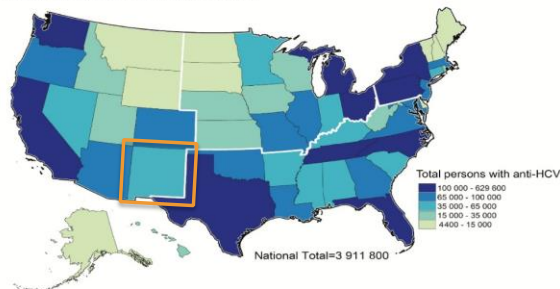 Total persons with anti-HCV
100 000 - 629 600
65 000 - 100 000
35 000 - 65 000
15 000 - 35 000
4400 - 15 000
National Total=3 911 800